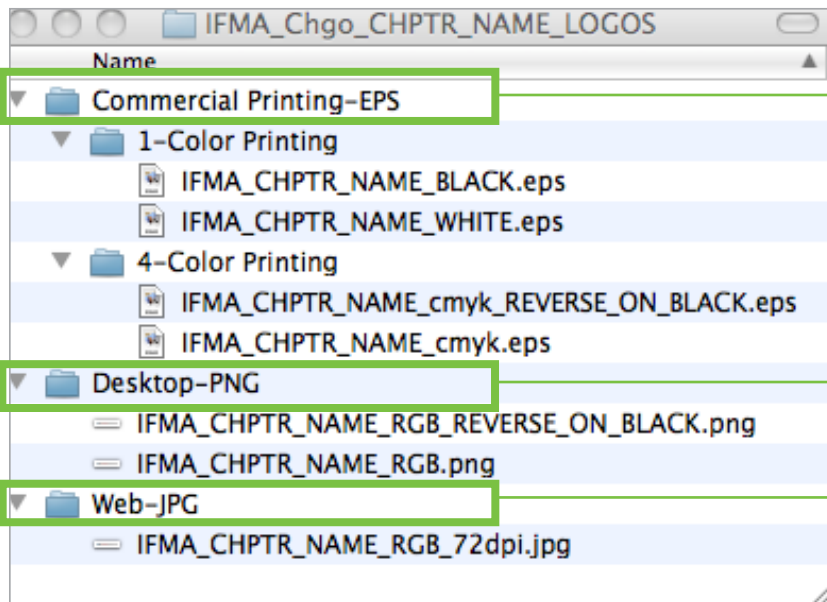 IFMA_Chgo_CHPTR_NAME_LOGOS
Name
Commercial Printing-EPS
1-Color Printing
IFMA_CHPTR_NAME_BLACK.eps
IFMA_CHPTR_NAME_WHITE.eps
4-Color Printing
IFMA_CHPTR_NAME_cmyk_REVERSE_ON_BLACK.eps
IFMA_CHPTR_NAME_cmyk.eps
Desktop-PNG
IFMA_CHPTR_NAME_RGB_REVERSE_ON_BLACK.png
IFMA_CHPTR_NAME_RGB.png
Web-JPG
IFMA_CHPTR_NAME_RGB_72dpi.jpg